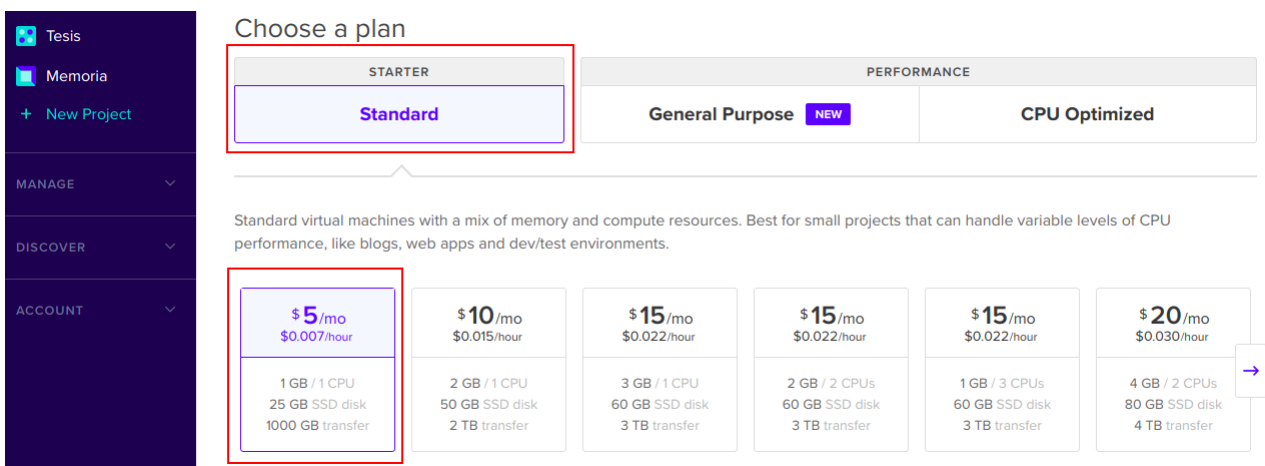 Tesis
Memoria
+ New Project
MANAGE
DISCOVER
ACCOUNT
Choose a plan
STARTER
PERFORMANCE
Standard
General Purpose NEW
CPU Optimized
Standard virtual machines with a mix of memory and compute resources. Best for small projects that can handle variable levels of CPU
performance, like blogs, web apps and dev/test environments.
$5/mo
$0.007/hour
1 GB / 1 CPU
25 GB SSD disk
1000 GB transfer
$10/mo
$0.015/hour
2 GB / 1 CPU
50 GB SSD disk
2 TB transfer
$15/mo
$0.022/hour
3 GB / 1 CPU
60 GB SSD disk
3 TB transfer
$15/mo
$0.022/hour
2 GB / 2 CPUs
60 GB SSD disk
3 TB transfer
$15/mo
$0.022/hour
1 GB / 3 CPUs
60 GB SSD disk
3 TB transfer
$20/mo
$0.030/hour
4 GB / 2 CPUs
80 GB SSD disk
4 TB transfer